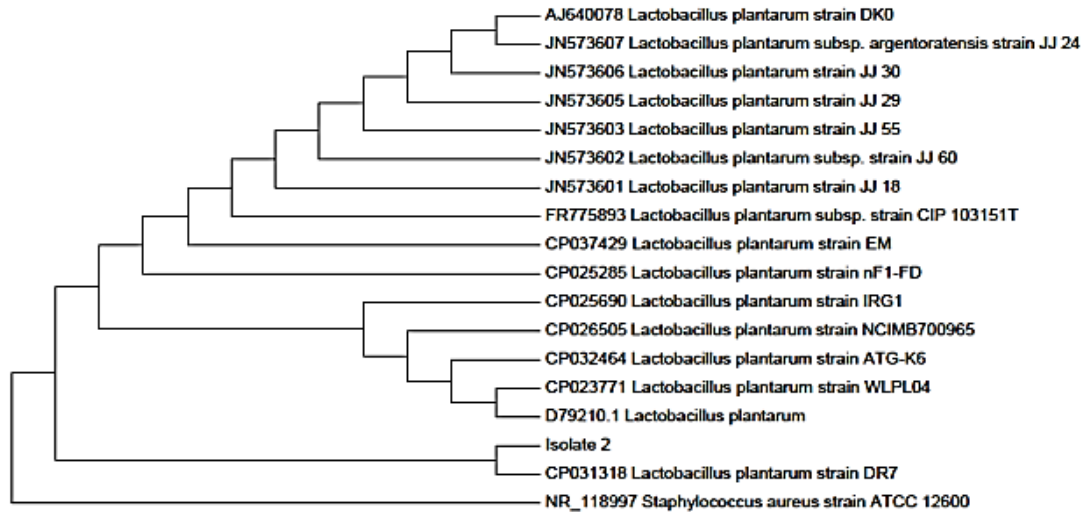 AJ640078 Lactobacillus plantarum strain DK0
JN573607 Lactobacillus plantarum subsp. argentoratensis strain JJ 24
JN573606 Lactobacillus plantarum strain JJ 30
JN573605 Lactobacillus plantarum strain JJ 29
JN573603 Lactobacillus plantarum strain JJ 55
JN573602 Lactobacillus plantarum subsp. strain JJ 60
JN573601 Lactobacillus plantarum strain JJ 18
FR775893 Lactobacillus plantarum subsp. strain CIP 103151T
CP037429 Lactobacillus plantarum strain EM
CP025285 Lactobacillus plantarum strain nF1-FD
CP025690 Lactobacillus plantarum strain IRG1
CP026505 Lactobacillus plantarum strain NCIMB700965
CP032464 Lactobacillus plantarum strain ATG-K6
CP023771 Lactobacillus plantarum strain WLPL04
D79210.1 Lactobacillus plantarum
Isolate 2
CP031318 Lactobacillus plantarum strain DR7
NR_118997 Staphylococcus aureus strain ATCC 12600